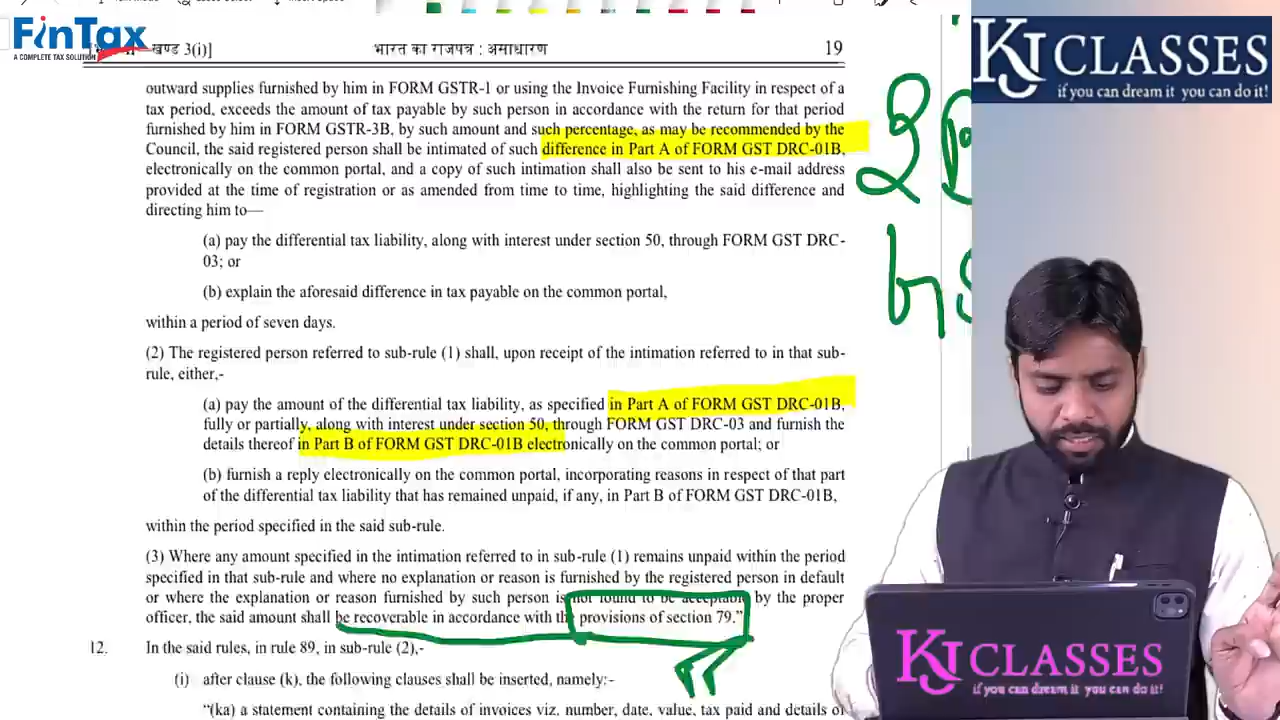 FinTax
A COMPLETE TAX SOLUTION
खण्ड 3(i)]
भारत का राजपत्र : असाधारण
19
KJ CLASSES
if you can dream it you can do it!
outward supplies furnished by him in FORM GSTR-1 or using the Invoice Furnishing Facility in respect of a
tax period, exceeds the amount of tax payable by such person in accordance with the return for that period
furnished by him in FORM GSTR-3B, by such amount and such percentage, as may be recommended by the
Council, the said registered person shall be intimated of such difference in Part A of FORM GST DRC-01B,
electronically on the common portal, and a copy of such intimation shall also be sent to his e-mail address
provided at the time of registration or as amended from time to time, highlighting the said difference and
directing him to—
(a) pay the differential tax liability, along with interest under section 50, through FORM GST DRC-
03; or
(b) explain the aforesaid difference in tax payable on the common portal,
within a period of seven days.
(2) The registered person referred to sub-rule (1) shall, upon receipt of the intimation referred to in that sub-
rule, either,-
(a) pay the amount of the differential tax liability, as specified in Part A of FORM GST DRC-01B,
fully or partially, along with interest under section 50, through FORM GST DRC-03 and furnish the
details thereof in Part B of FORM GST DRC-01B electronically on the common portal; or
(b) furnish a reply electronically on the common portal, incorporating reasons in respect of that part
of the differential tax liability that has remained unpaid, if any, in Part B of FORM GST DRC-01B,
within the period specified in the said sub-rule.
(3) Where any amount specified in the intimation referred to in sub-rule (1) remains unpaid within the period
specified in that sub-rule and where no explanation or reason is furnished by the registered person in default
or where the explanation or reason furnished by such person is not found to be acceptable by the proper
officer, the said amount shall be recoverable in accordance with the provisions of section 79.”
12. In the said rules, in rule 89, in sub-rule (2),-
(i) after clause (k), the following clauses shall be inserted, namely:-
“(ka) a statement containing the details of invoices viz. number, date, value, tax paid and details of
KJ CLASSES
if you can dream it you can do it!